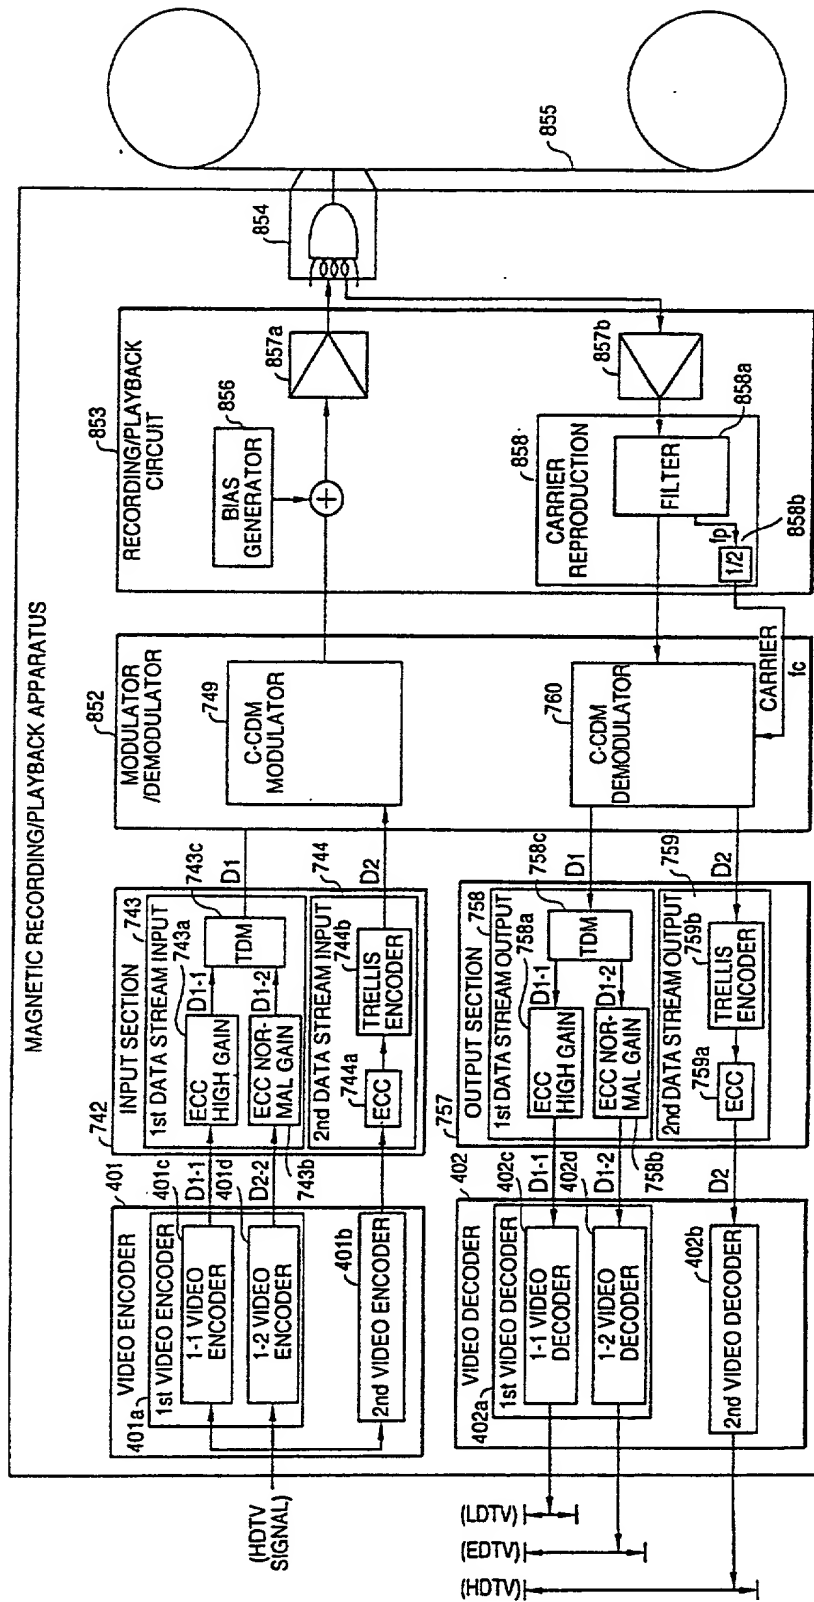 MAGNETIC RECORDING/PLAYBACK APPARATUS
(HDTV
SIGNAL)
401
VIDEO ENCODER
401a
1st VIDEO ENCODER
401c
1-1 VIDEO
ENCODER
401d
1-2 VIDEO
ENCODER
401b
2nd VIDEO ENCODER
D1-1
D2-2
742
INPUT SECTION
743
1st DATA STREAM INPUT
743a
ECC
HIGH GAIN
D1-1
743c
TDM
ECC NOR-
MAL GAIN
D1-2
743b
744
2nd DATA STREAM INPUT
744a
ECC
744b
TRELLIS
ENCODER
D1
D2
852
MODULATOR
/DEMODULATOR
749
C-CDM
MODULATOR
853
RECORDING/PLAYBACK
CIRCUIT
856
BIAS
GENERATOR
+
857a
854
855
(LDTV)
(EDTV)
(HDTV)
402
VIDEO DECODER
402a
1st VIDEO DECODER
402c
1-1 VIDEO
DECODER
402d
1-2 VIDEO
DECODER
402b
2nd VIDEO DECODER
D1-1
D1-2
D2
757
OUTPUT SECTION
758
1st DATA STREAM OUTPUT
758a
ECC
HIGH GAIN
D1-1
758c
TDM
ECC NOR-
MAL GAIN
D1-2
758b
759
2nd DATA STREAM OUTPUT
759a
ECC
759b
TRELLIS
ENCODER
D1
D2
760
C-CDM
DEMODULATOR
CARRIER
fc
858
CARRIER
REPRODUCTION
FILTER
858a
fp
1/2
858b
857b